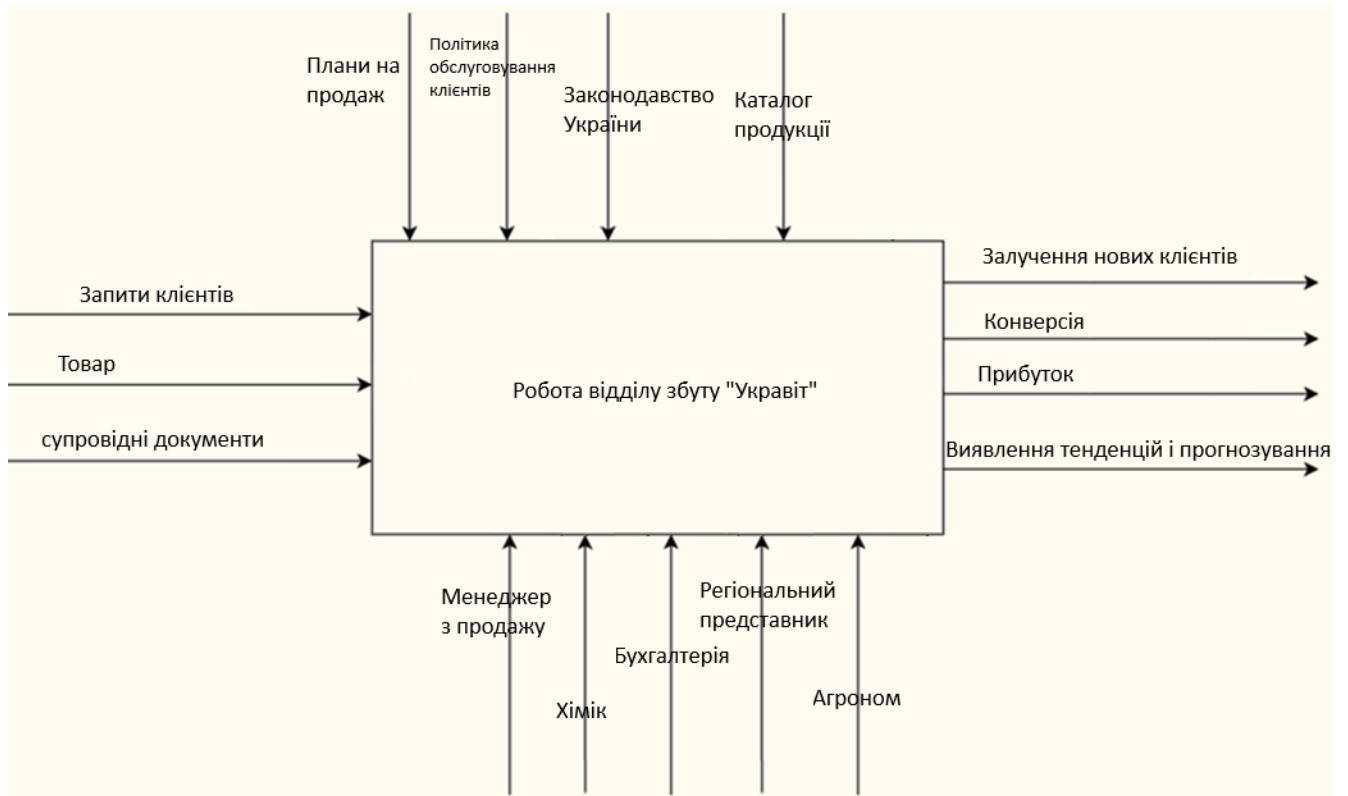 Плани на
продаж
Політика
обслуговування
клієнтів
Законодавство
України
Каталог
продукції
Запити клієнтів
Товар
супровідні документи
Робота відділу збуту "Укравіт"
Залучення нових клієнтів
Конверсія
Прибуток
Виявлення тенденцій і прогнозування
Менеджер
з продажу
Хімік
Бухгалтерія
Регіональний
представник
Агроном